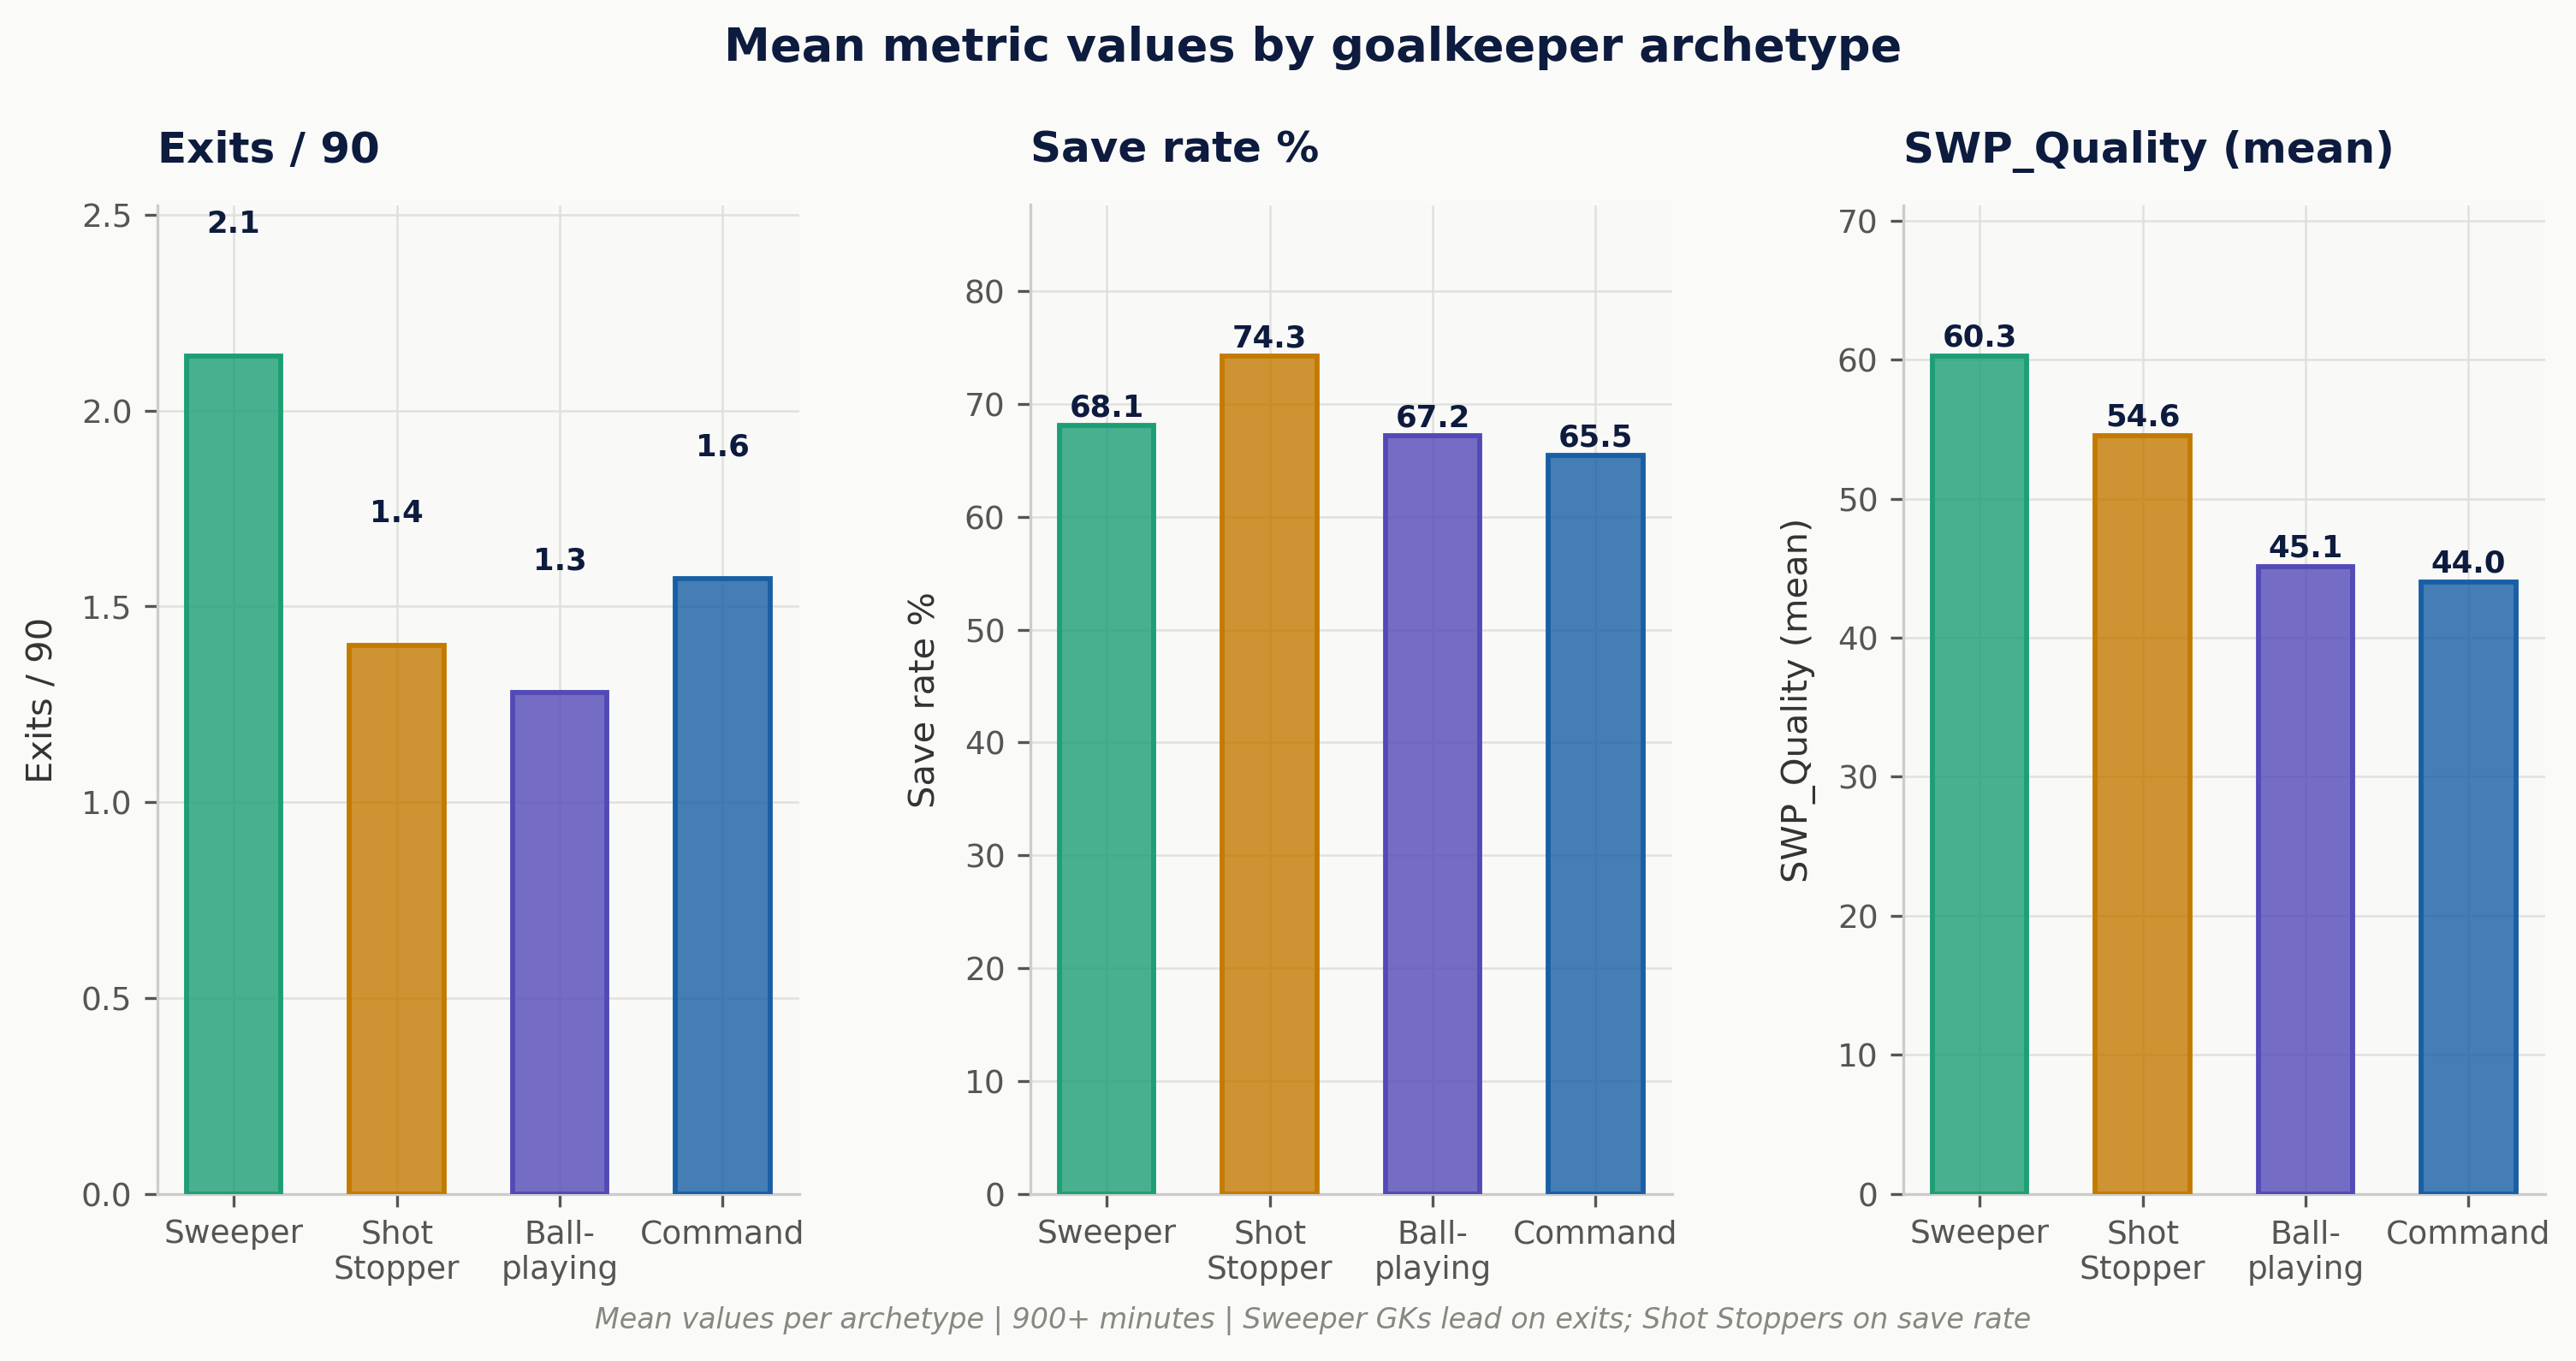 Mean metric values by goalkeeper archetype
Exits / 90
Exits / 90
2.5
2.0
1.5
1.0
0.5
0.0
2.1
1.4
1.3
1.6
Sweeper
Shot
Stopper
Ball-
playing
Command
Save rate %
Save rate %
80
70
60
50
40
30
20
10
0
68.1
74.3
67.2
65.5
Sweeper
Shot
Stopper
Ball-
playing
Command
SWP_Quality (mean)
SWP_Quality (mean)
70
60
50
40
30
20
10
0
60.3
54.6
45.1
44.0
Sweeper
Shot
Stopper
Ball-
playing
Command
Mean values per archetype | 900+ minutes | Sweeper GKs lead on exits; Shot Stoppers on save rate